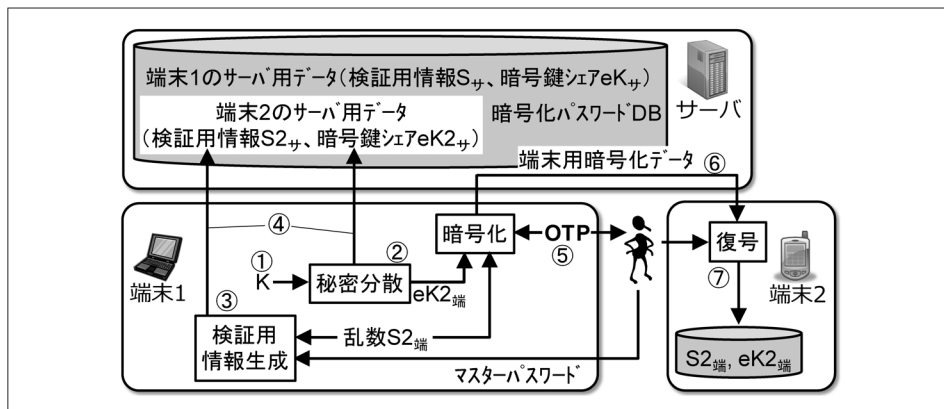 端末1のサーバ用データ(検証用情報Sサ、暗号鍵シェアeKサ)
端末2のサーバ用データ
(検証用情報S2サ、暗号鍵シェアeK2サ)
暗号化パスワードDB
サーバ
端末用暗号化データ ⑥
④
暗号化
OTP
⑤
復号
⑦
①
K
②
秘密分散
eK2端
端末1
端末2
③
検証用
情報生成
乱数S2端
マスターパスワード
S2端, eK2端